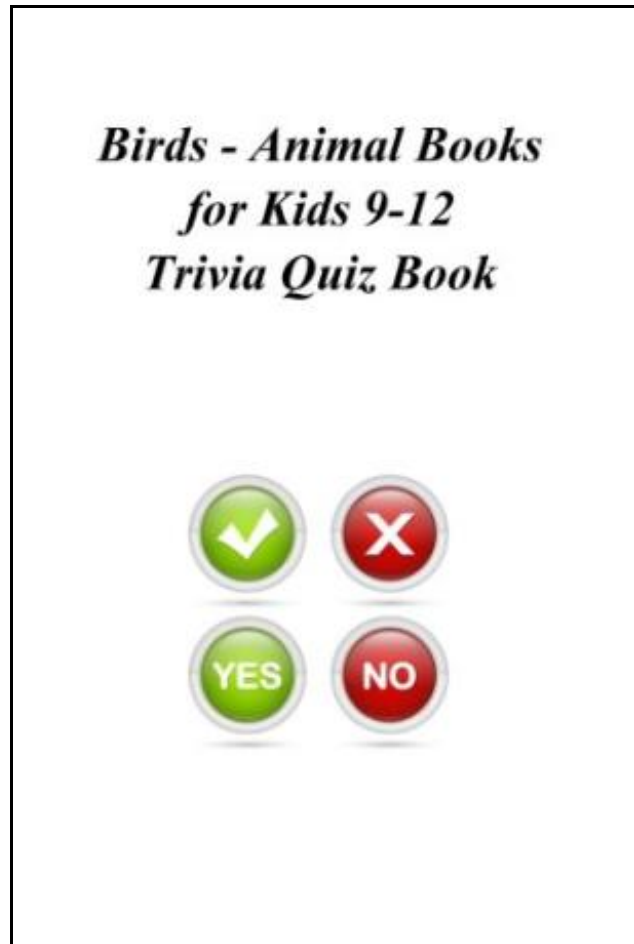 Birds - Animal Books
for Kids 9-12
Trivia Quiz Book
YES NO